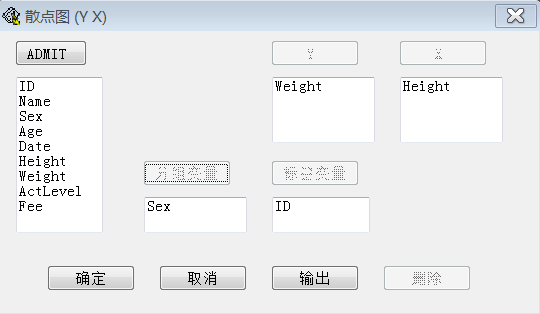 散点图 (Y X)
ADMIT
Y
X
ID
Name
Sex
Age
Date
Height
Weight
ActLevel
Fee
Weight
Height
分组变量
标签变量
Sex
ID
确定
取消
输出
删除